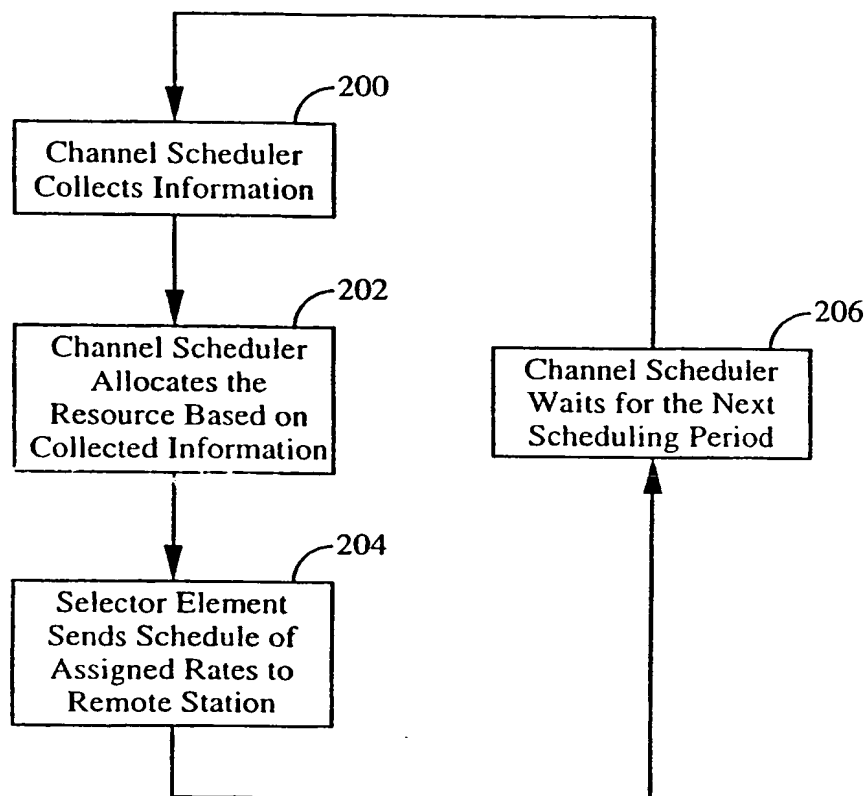 200
Channel Scheduler
Collects Information
202
Channel Scheduler
Allocates the
Resource Based on
Collected Information
204
Selector Element
Sends Schedule of
Assigned Rates to
Remote Station
206
Channel Scheduler
Waits for the Next
Scheduling Period